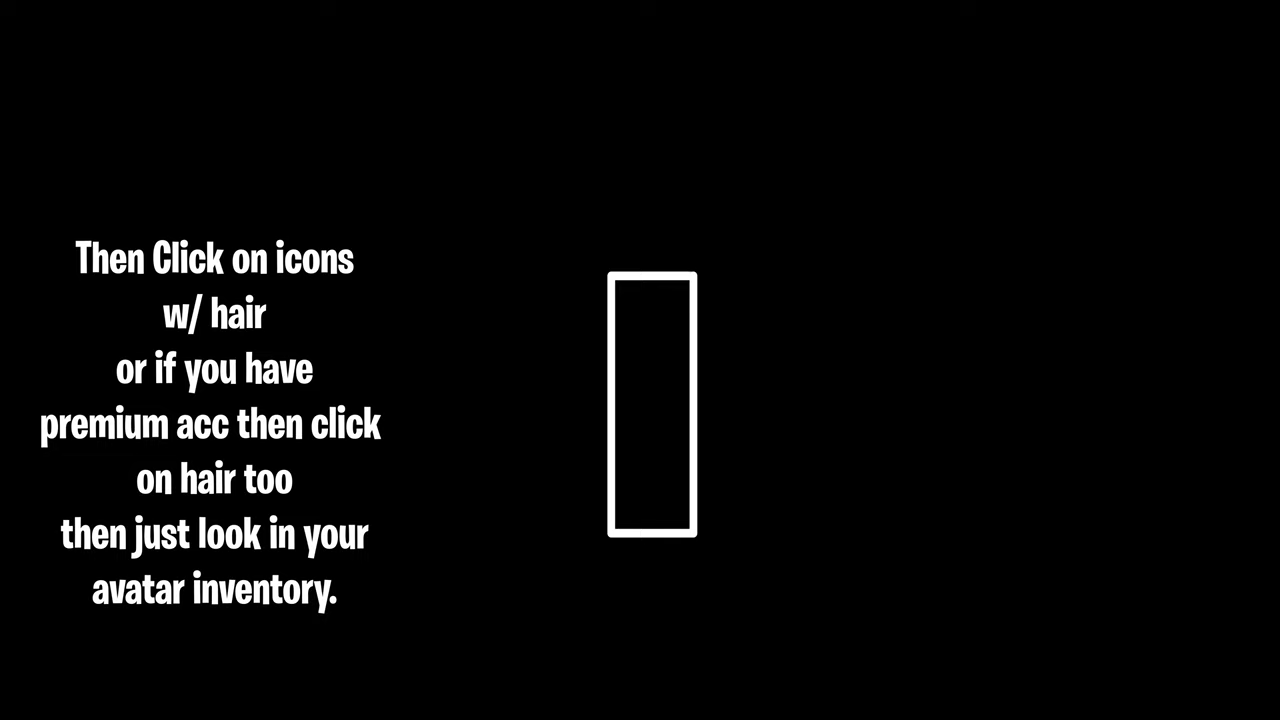 Then Click on icons
w/ hair
or if you have
premium acc then click
on hair too
then just look in your
avatar inventory.